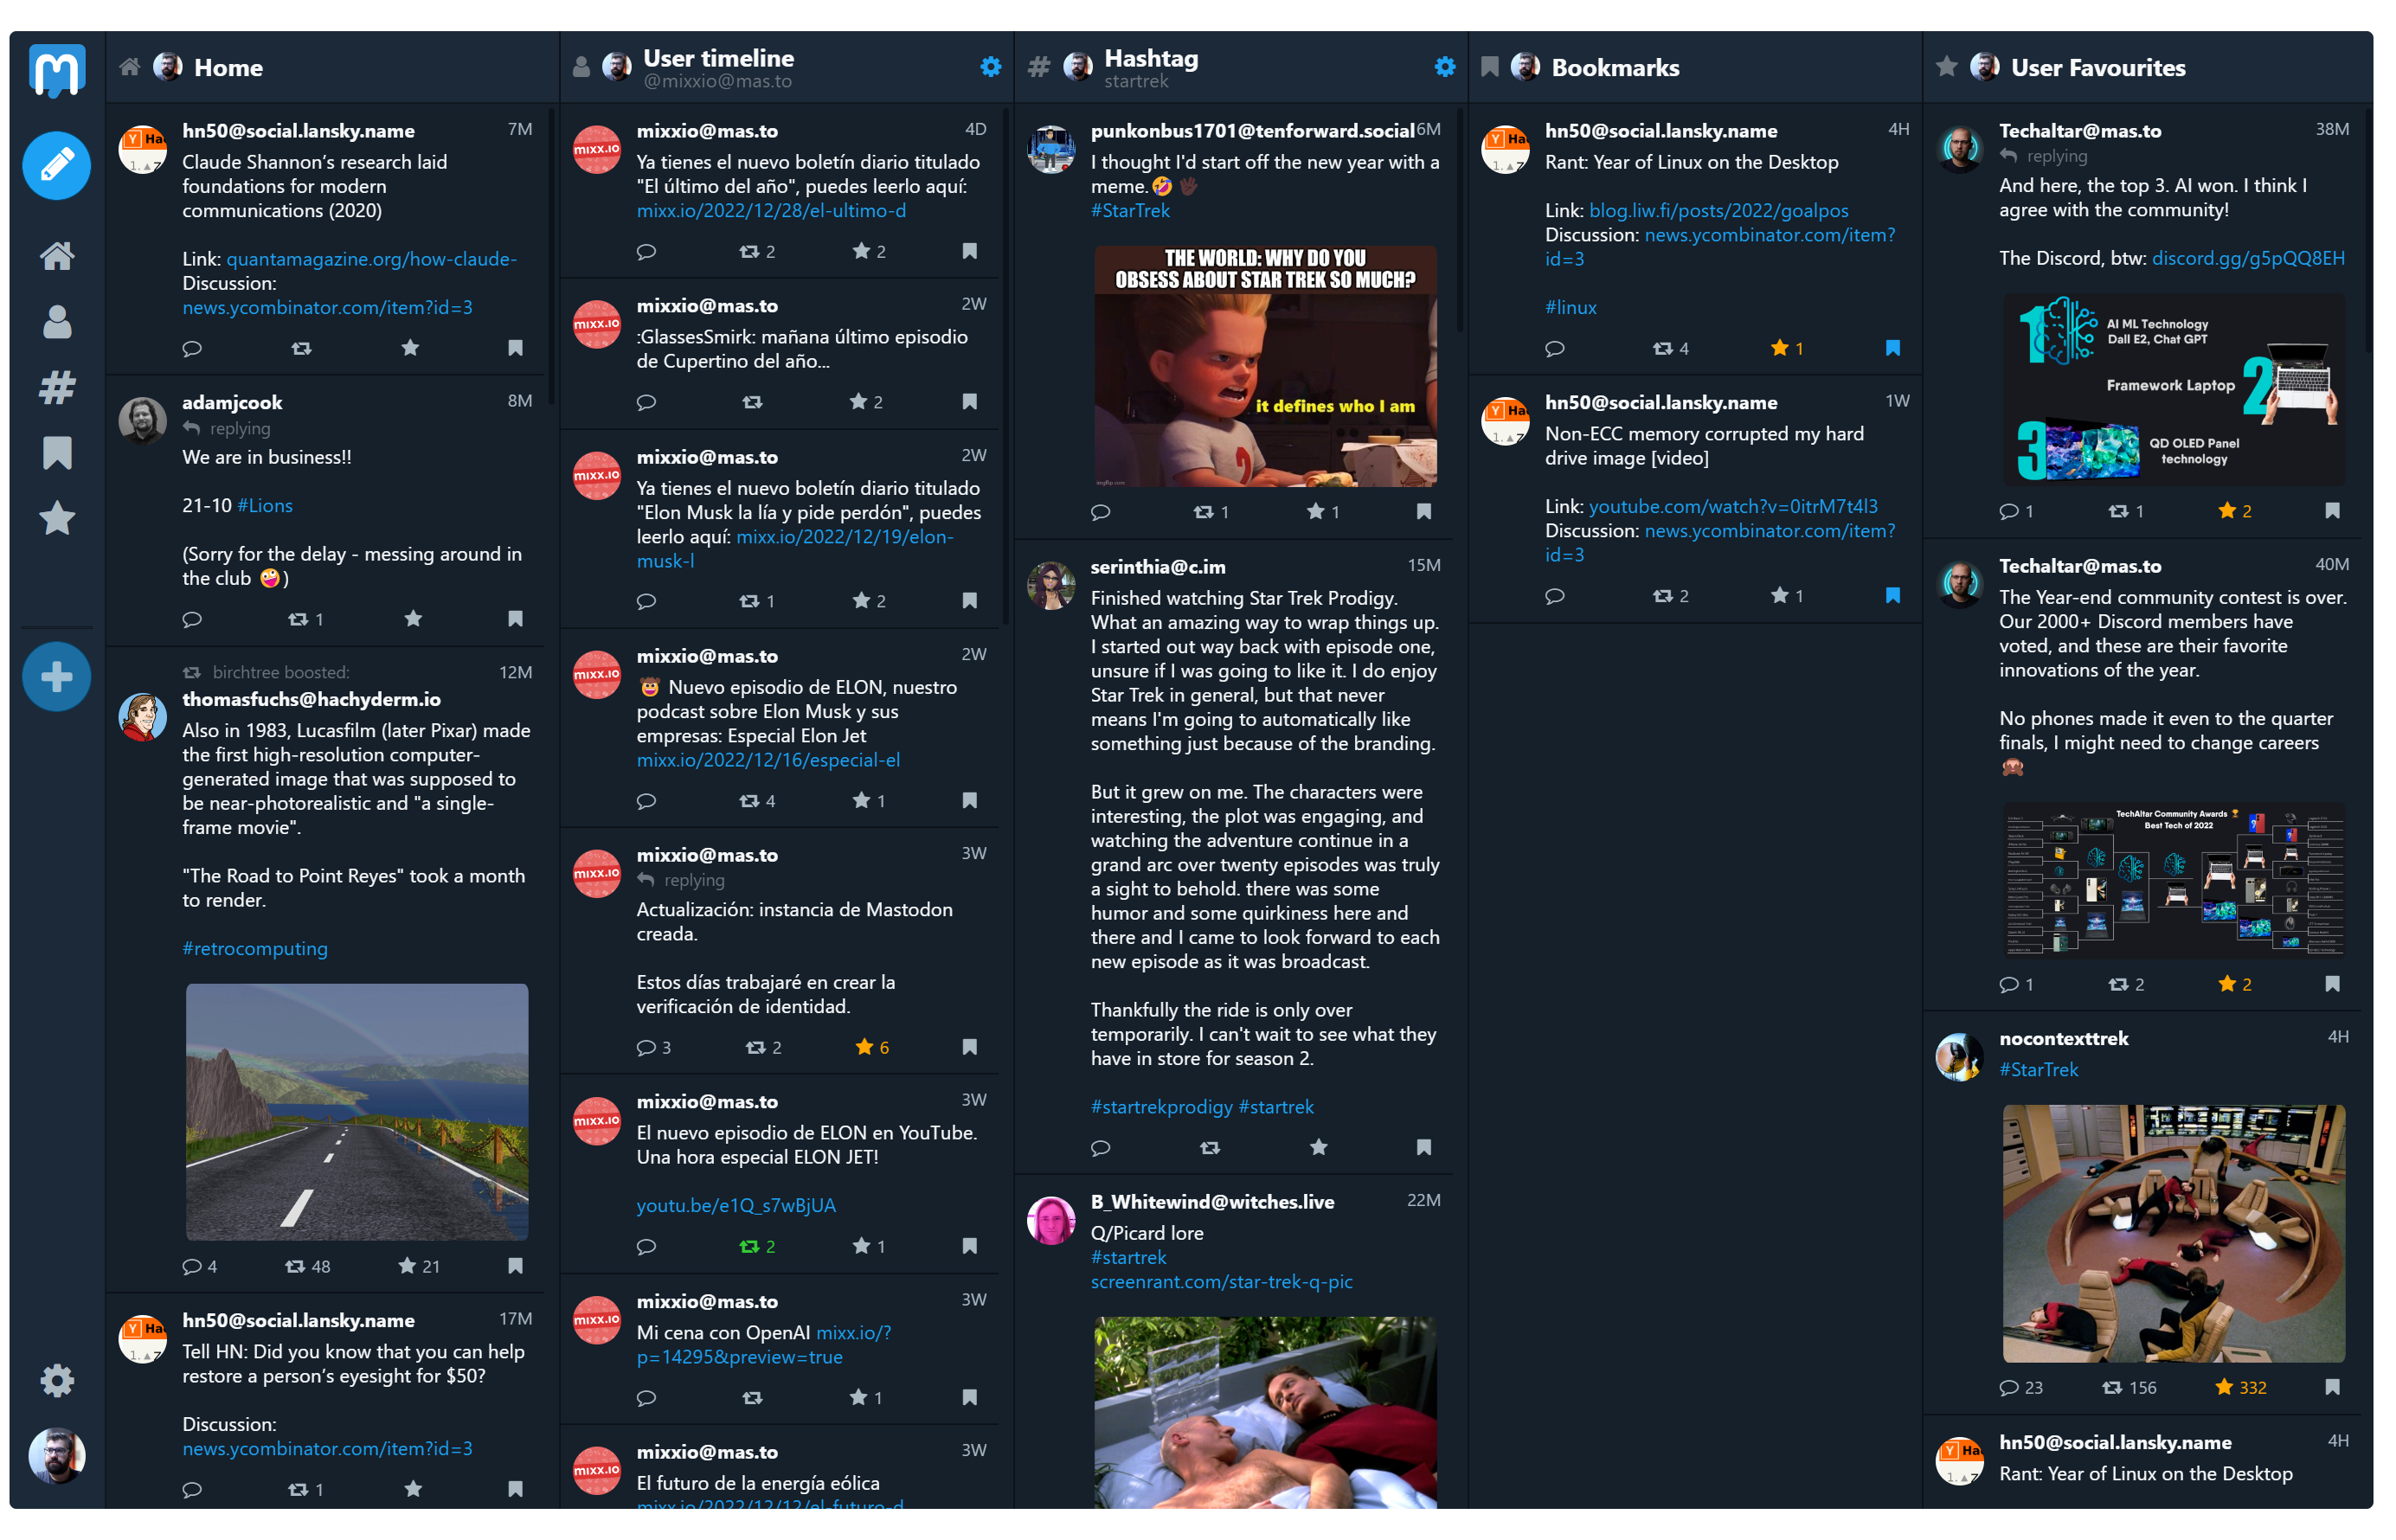 Home
hn50@social.lansky.name 7M
Claude Shannon’s research laid
foundations for modern
communications (2020)
Link: quantamagazine.org/how-claude-
Discussion:
news.ycombinator.com/item?id=3
adamjcook 8M
replying
We are in business!!
21-10 #Lions
(Sorry for the delay - messing around in
the club 🤪)
1
birchtree boosted: 12M
thomasfuchs@hachyderm.io
Also in 1983, Lucasfilm (later Pixar) made
the first high-resolution computer-
generated image that was supposed to
be near-photorealistic and "a single-
frame movie".
"The Road to Point Reyes" took a month
to render.
#retrocomputing
4 48 21
hn50@social.lansky.name 17M
Tell HN: Did you know that you can help
restore a person’s eyesight for $50?
Discussion:
news.ycombinator.com/item?id=3
1
User timeline
@mixxio@mas.to
mixx.io
mixxio@mas.to 4D
Ya tienes el nuevo boletín diario titulado
"El último del año", puedes leerlo aquí:
mixx.io/2022/12/28/el-ultimo-d
2 2
mixx.io
mixxio@mas.to 2W
:GlassesSmirk: mañana último episodio
de Cupertino del año...
2
mixx.io
mixxio@mas.to 2W
Ya tienes el nuevo boletín diario titulado
"Elon Musk la lía y pide perdón", puedes
leerlo aquí: mixx.io/2022/12/19/elon-
musk-l
1 2
mixx.io
mixxio@mas.to 2W
🤠 Nuevo episodio de ELON, nuestro
podcast sobre Elon Musk y sus
empresas: Especial Elon Jet
mixx.io/2022/12/16/especial-el
4 1
mixx.io
mixxio@mas.to 3W
replying
Actualización: instancia de Mastodon
creada.
Estos días trabajaré en crear la
verificación de identidad.
3 2 6
mixx.io
mixxio@mas.to 3W
El nuevo episodio de ELON en YouTube.
Una hora especial ELON JET!
youtu.be/e1Q_s7wBjUA
2 1
mixx.io
mixxio@mas.to 3W
Mi cena con OpenAI mixx.io/?
p=14295&preview=true
1
mixx.io
mixxio@mas.to 3W
El futuro de la energía eólica
mixx.io/2022/12/12/el-futuro-d
# Hashtag
startrek
punkonbus1701@tenforward.social 6M
I thought I'd start off the new year with a
meme.🤣 🖖🏿
#StarTrek
THE WORLD: WHY DO YOU
OBSESS ABOUT STAR TREK SO MUCH?
it defines who I am
imgflip.com
1 1
serinthia@c.im 15M
Finished watching Star Trek Prodigy.
What an amazing way to wrap things up.
I started out way back with episode one,
unsure if I was going to like it. I do enjoy
Star Trek in general, but that never
means I'm going to automatically like
something just because of the branding.
But it grew on me. The characters were
interesting, the plot was engaging, and
watching the adventure continue in a
grand arc over twenty episodes was truly
a sight to behold. there was some
humor and some quirkiness here and
there and I came to look forward to each
new episode as it was broadcast.
Thankfully the ride is only over
temporarily. I can't wait to see what they
have in store for season 2.
#startrekprodigy #startrek
B_Whitewind@witches.live 22M
Q/Picard lore
#startrek
screenrant.com/star-trek-q-pic
Bookmarks
hn50@social.lansky.name 4H
Rant: Year of Linux on the Desktop
Link: blog.liw.fi/posts/2022/goalpos
Discussion: news.ycombinator.com/item?
id=3
#linux
4 1
hn50@social.lansky.name 1W
Non-ECC memory corrupted my hard
drive image [video]
Link: youtube.com/watch?v=0itrM7t4l3
Discussion: news.ycombinator.com/item?
id=3
2 1
User Favourites
Techaltar@mas.to 38M
replying
And here, the top 3. AI won. I think I
agree with the community!
The Discord, btw: discord.gg/g5pQQ8EH
1 AI ML Technology
Dall E2, Chat GPT
Framework Laptop 2
3 QD OLED Panel
technology
1 1 2
Techaltar@mas.to 40M
The Year-end community contest is over.
Our 2000+ Discord members have
voted, and these are their favorite
innovations of the year.
No phones made it even to the quarter
finals, I might need to change careers
🙈
TechAltar Community Awards 🏆
Best Tech of 2022
1 2 2
nocontexttrek 4H
#StarTrek
23 156 332
hn50@social.lansky.name 4H
Rant: Year of Linux on the Desktop